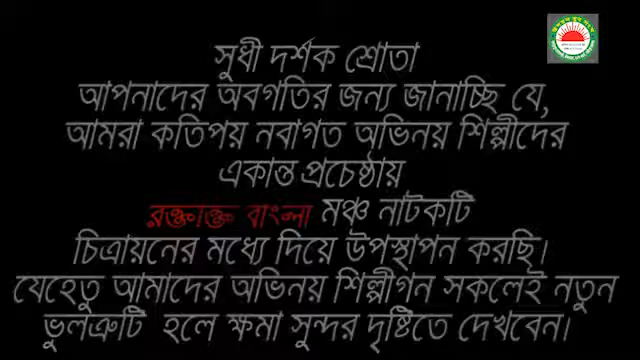 সুধী দর্শক শ্রোতা
আপনাদের অবগতির জন্য জানাচ্ছি যে,
আমরা কতিপয় নবাগত অভিনয় শিল্পীদের
একান্ত প্রচেষ্ঠায়
রক্তাক্ত বাংলা মঞ্চ নাটকটি
চিত্রায়নের মধ্যে দিয়ে উপস্থাপন করছি।
যেহেতু আমাদের অভিনয় শিল্পীগন সকলেই নতুন
ভুলত্রুটি হলে ক্ষমা সুন্দর দৃষ্টিতে দেখবেন।